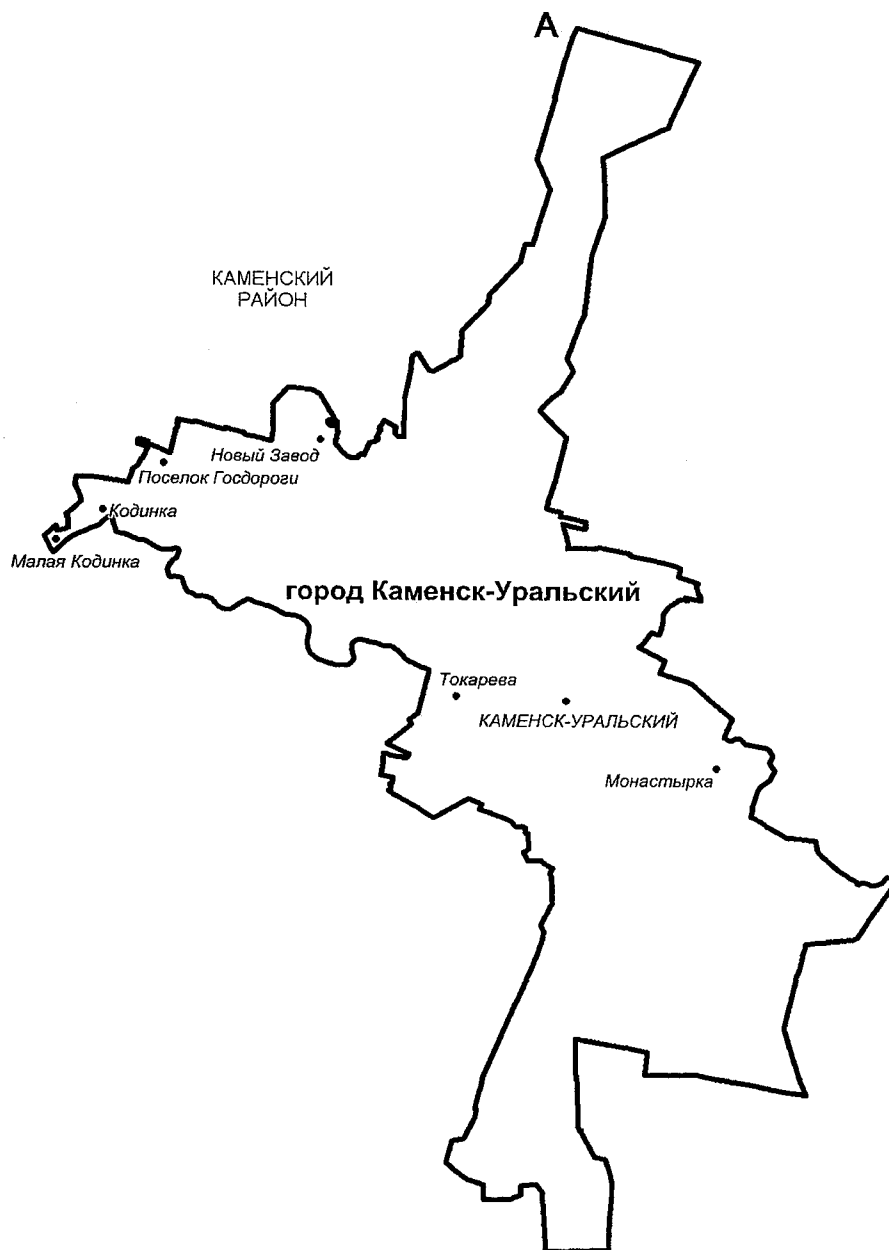 А
КАМЕНСКИЙ
РАЙОН
Новый Завод
Поселок Госдороги
Кодинка
Малая Кодинка
город Каменск-Уральский
Токарева
КАМЕНСК-УРАЛЬСКИЙ
Монастырка